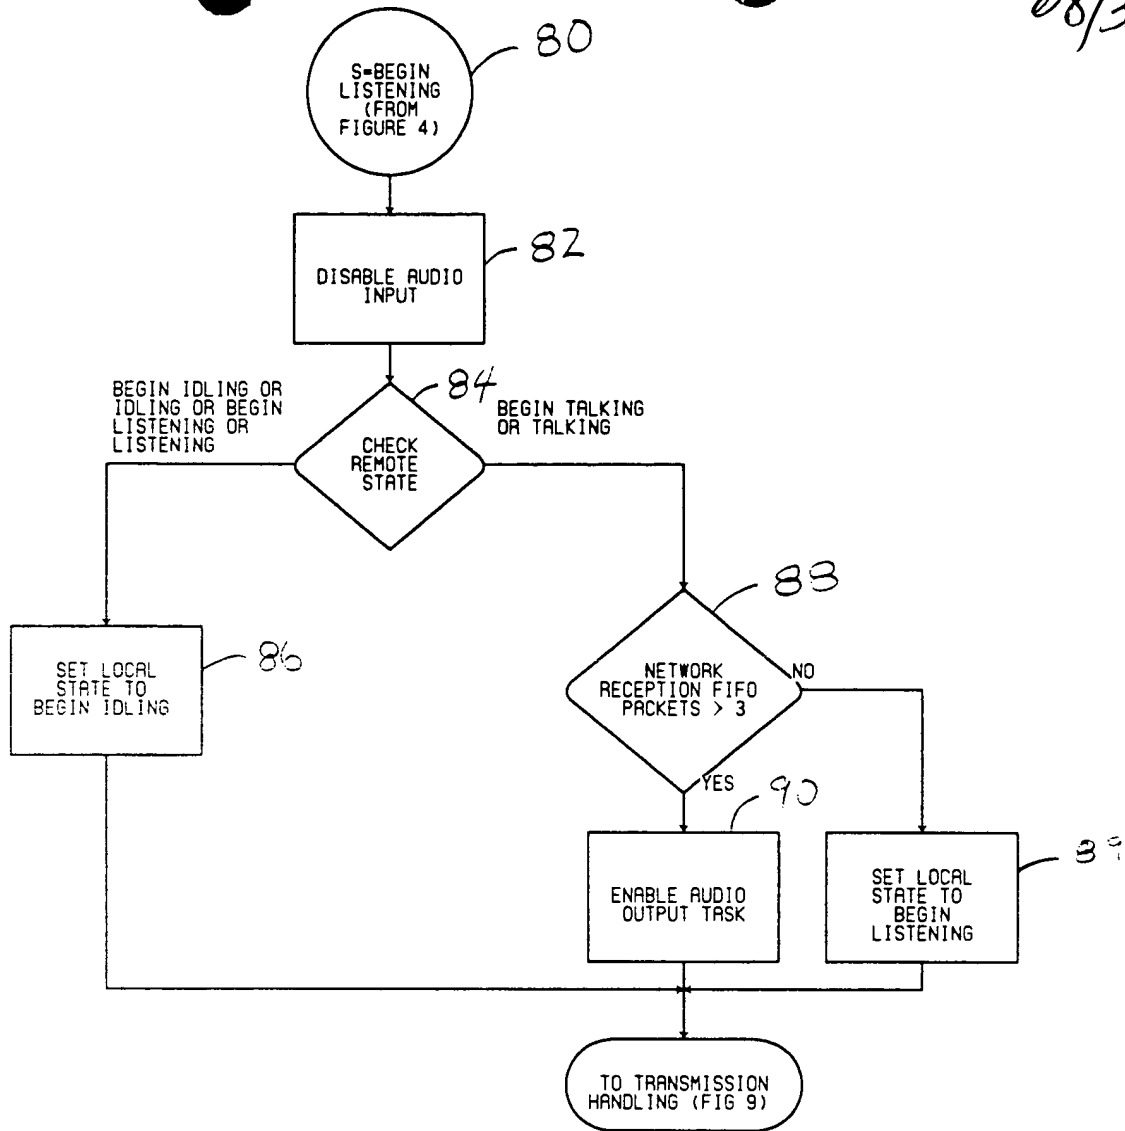 80
S=BEGIN
LISTENING
(FROM
FIGURE 4)
82
DISABLE AUDIO
INPUT
84
BEGIN IDLING OR
IDLING OR BEGIN
LISTENING OR
LISTENING
BEGIN TALKING
OR TALKING
CHECK
REMOTE
STATE
88
86
SET LOCAL
STATE TO
BEGIN IDLING
NETWORK
RECEPTION FIFO
PACKETS > 3
NO
YES
90
89
ENABLE AUDIO
OUTPUT TASK
SET LOCAL
STATE TO
BEGIN
LISTENING
TO TRANSMISSION
HANDLING (FIG 9)